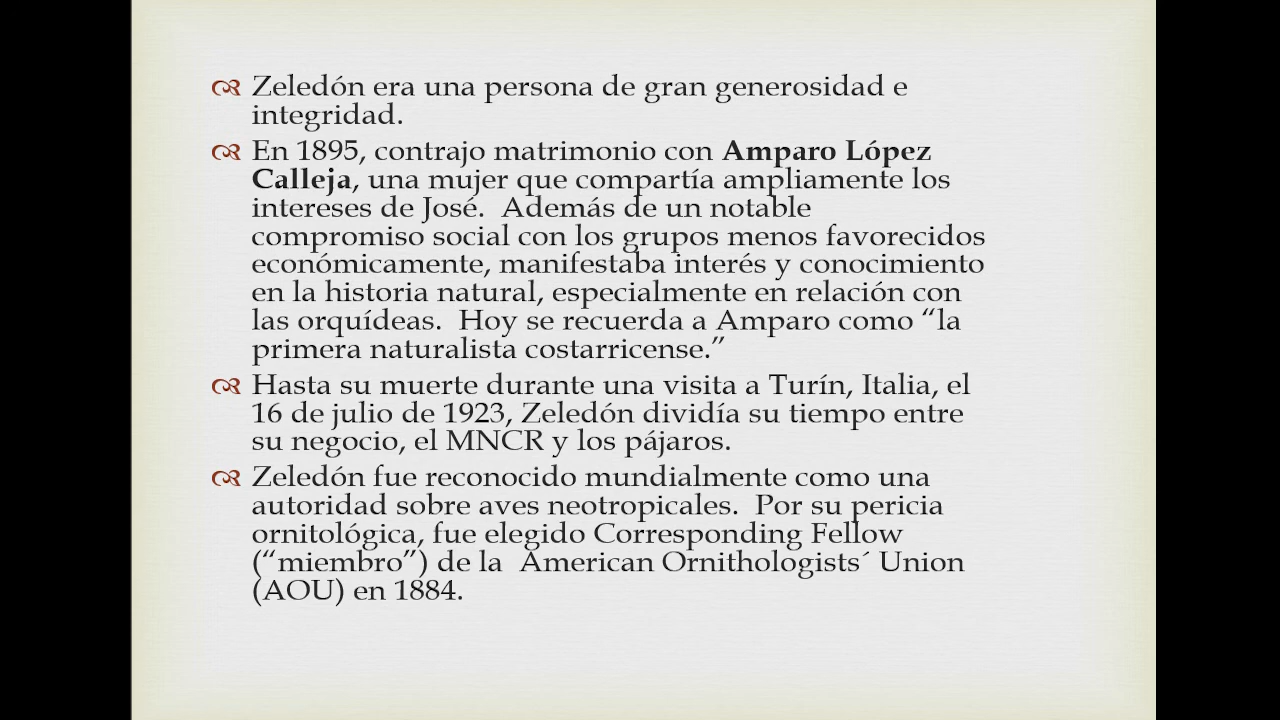 Zeledón era una persona de gran generosidad e
integridad.
En 1895, contrajo matrimonio con Amparo López
Calleja, una mujer que compartía ampliamente los
intereses de José.  Además de un notable
compromiso social con los grupos menos favorecidos
económicamente, manifestaba interés y conocimiento
en la historia natural, especialmente en relación con
las orquídeas.  Hoy se recuerda a Amparo como “la
primera naturalista costarricense.”
Hasta su muerte durante una visita a Turín, Italia, el
16 de julio de 1923, Zeledón dividía su tiempo entre
su negocio, el MNCR y los pájaros.
Zeledón fue reconocido mundialmente como una
autoridad sobre aves neotropicales.  Por su pericia
ornitológica, fue elegido Corresponding Fellow
(“miembro”) de la  American Ornithologists´ Union
(AOU) en 1884.